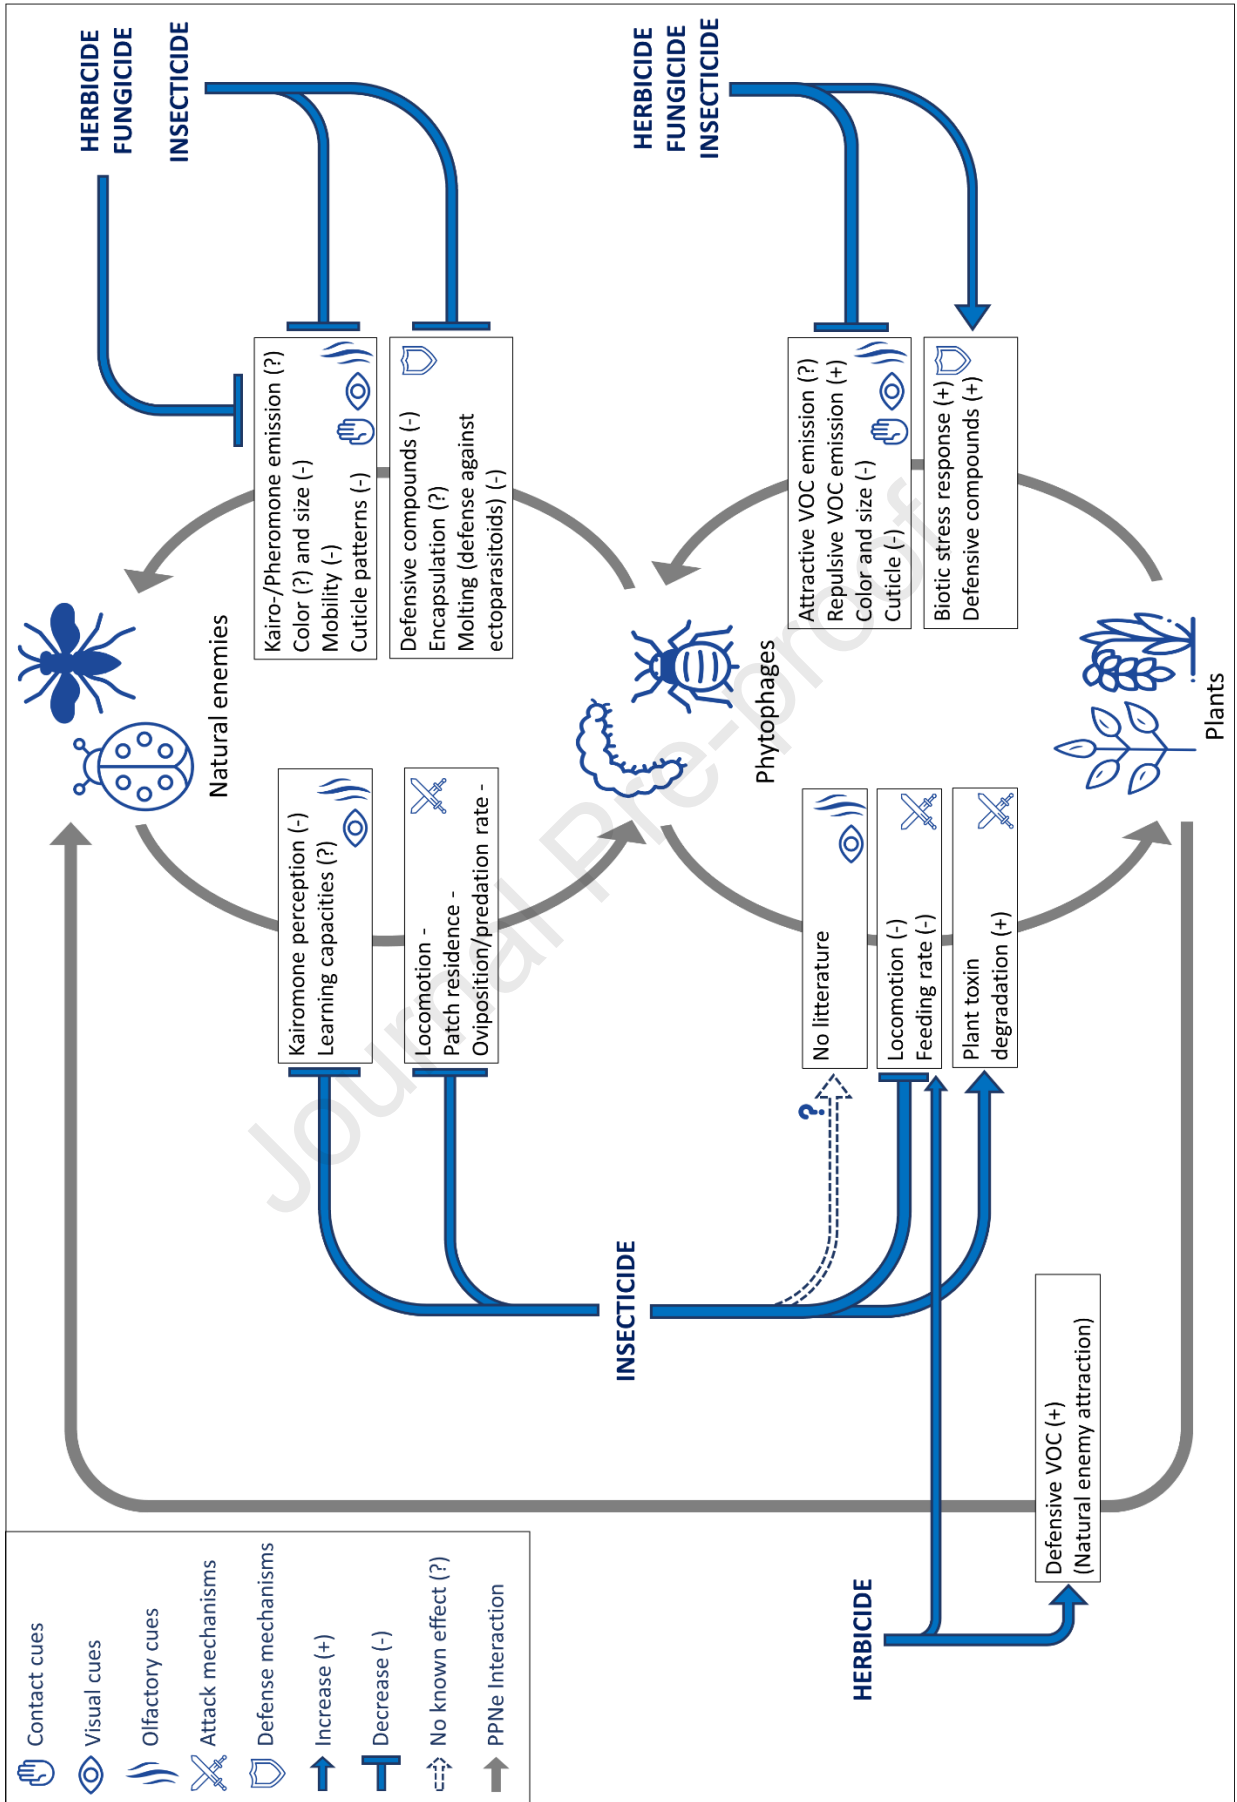 Contact cues
Visual cues
Olfactory cues
Attack mechanisms
Defense mechanisms
Increase (+)
Decrease (-)
No known effect (?)
PPNe Interaction
Natural enemies
Phytophages
Plants
HERBICIDE
FUNGICIDE
INSECTICIDE
Kairo-/Pheromone emission (?)
Color (?) and size (-)
Mobility (-)
Cuticle patterns (-)
Defensive compounds (-)
Encapsulation (?)
Molting (defense against
ectoparasitoids) (-)
HERBICIDE
FUNGICIDE
INSECTICIDE
Attractive VOC emission (?)
Repulsive VOC emission (+)
Color and size (-)
Cuticle (-)
Biotic stress response (+)
Defensive compounds (+)
Kairomone perception (-)
Learning capacities (?)
Locomotion -
Patch residence -
Oviposition/predation rate -
INSECTICIDE
?
No litterature
Locomotion (-)
Feeding rate (-)
Plant toxin
degradation (+)
HERBICIDE
Defensive VOC (+)
(Natural enemy attraction)
Journal Pre-proof